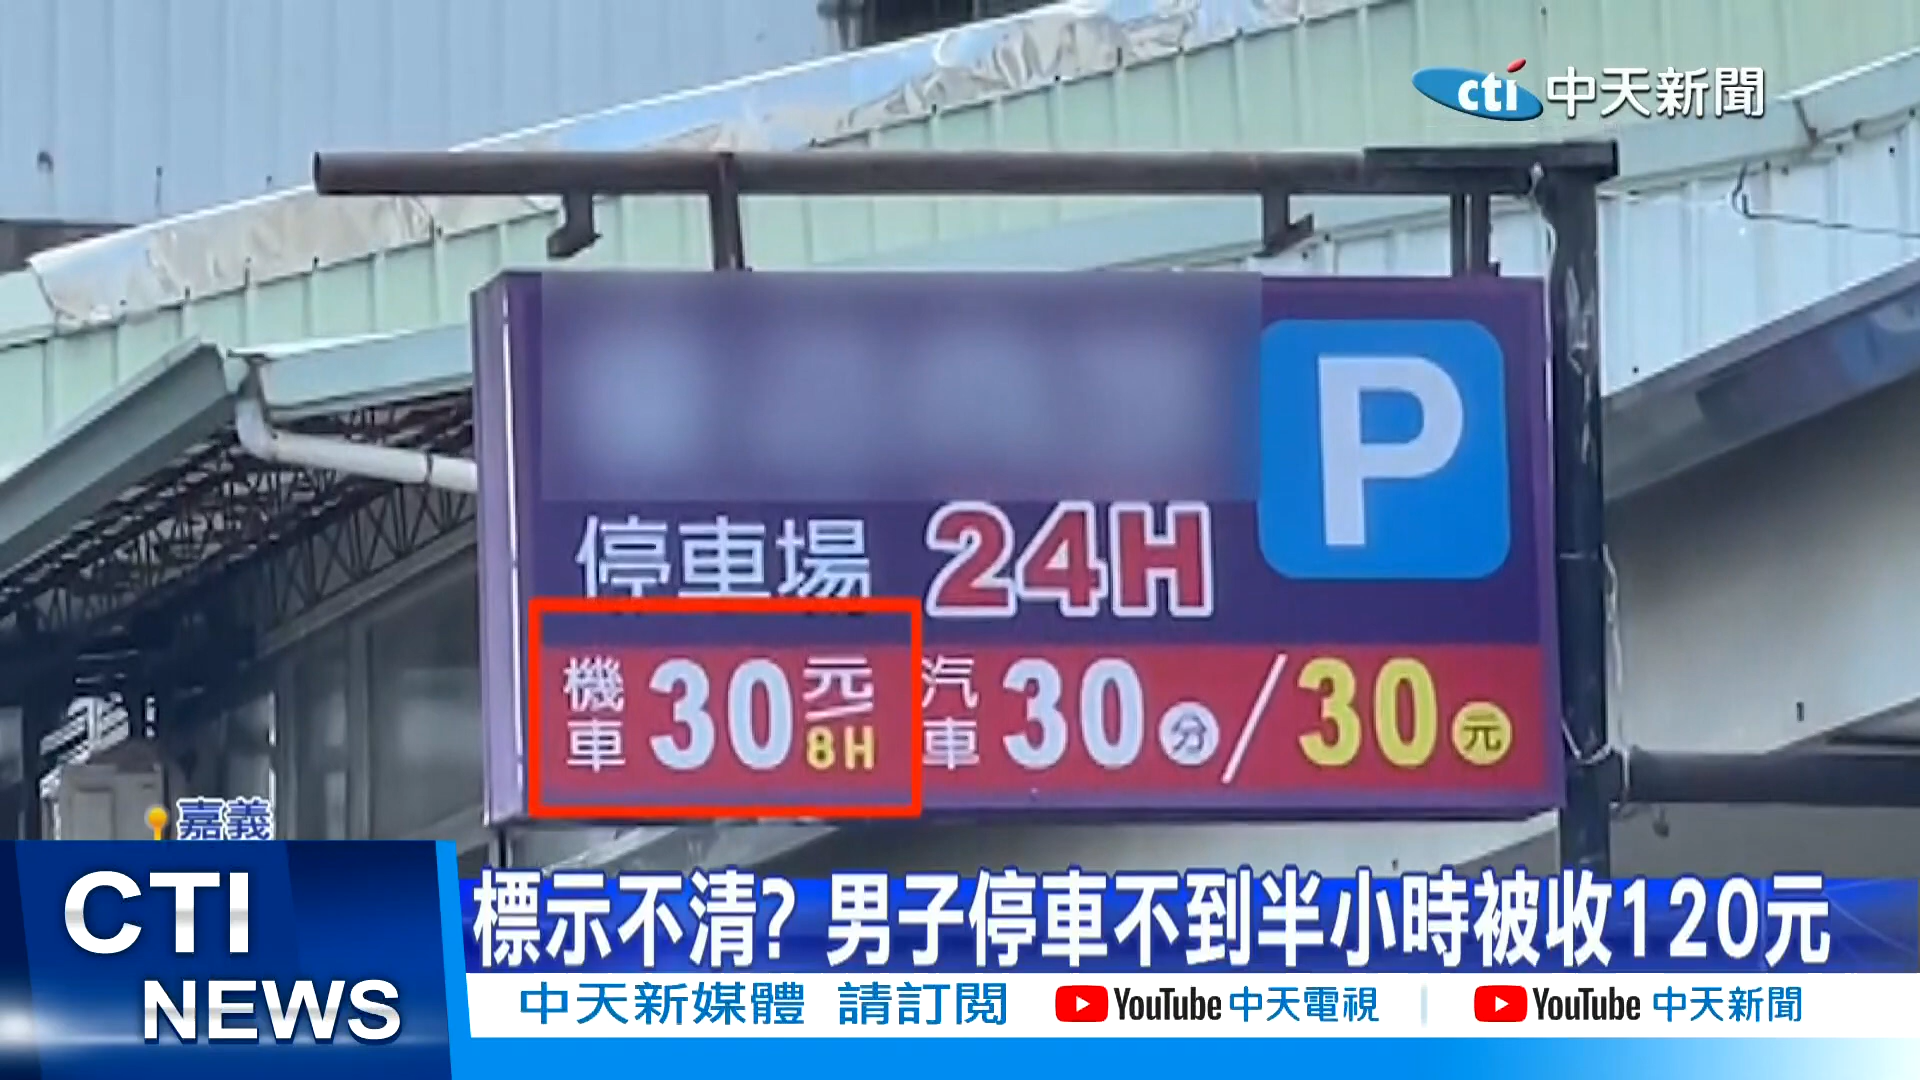 cti 中天新聞
P
停車場 24H
機車 30元/8H 汽車 30分/30元
嘉義
CTI NEWS
標示不清? 男子停車不到半小時被收120元
中天新媒體 請訂閱 YouTube 中天電視 YouTube 中天新聞